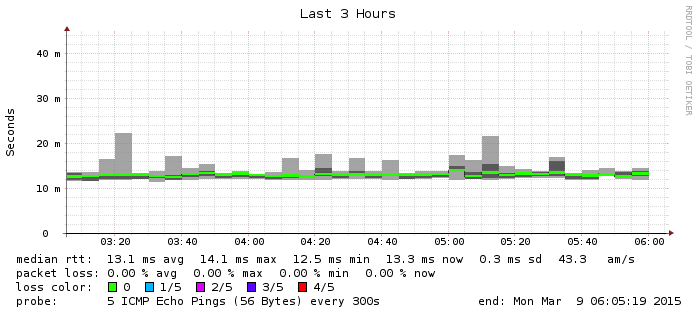 Last 3 Hours
RRDTOOL / TOBI OETIKER
Seconds
40 m
30 m
20 m
10 m
0
03:20 03:40 04:00 04:20 04:40 05:00 05:20 05:40 06:00
median rtt: 13.1 ms avg 14.1 ms max 12.5 ms min 13.3 ms now 0.3 ms sd 43.3 am/s
packet loss: 0.00 % avg 0.00 % max 0.00 % min 0.00 % now
loss color: 0 1/5 2/5 3/5 4/5
probe: 5 ICMP Echo Pings (56 Bytes) every 300s end: Mon Mar 9 06:05:19 2015